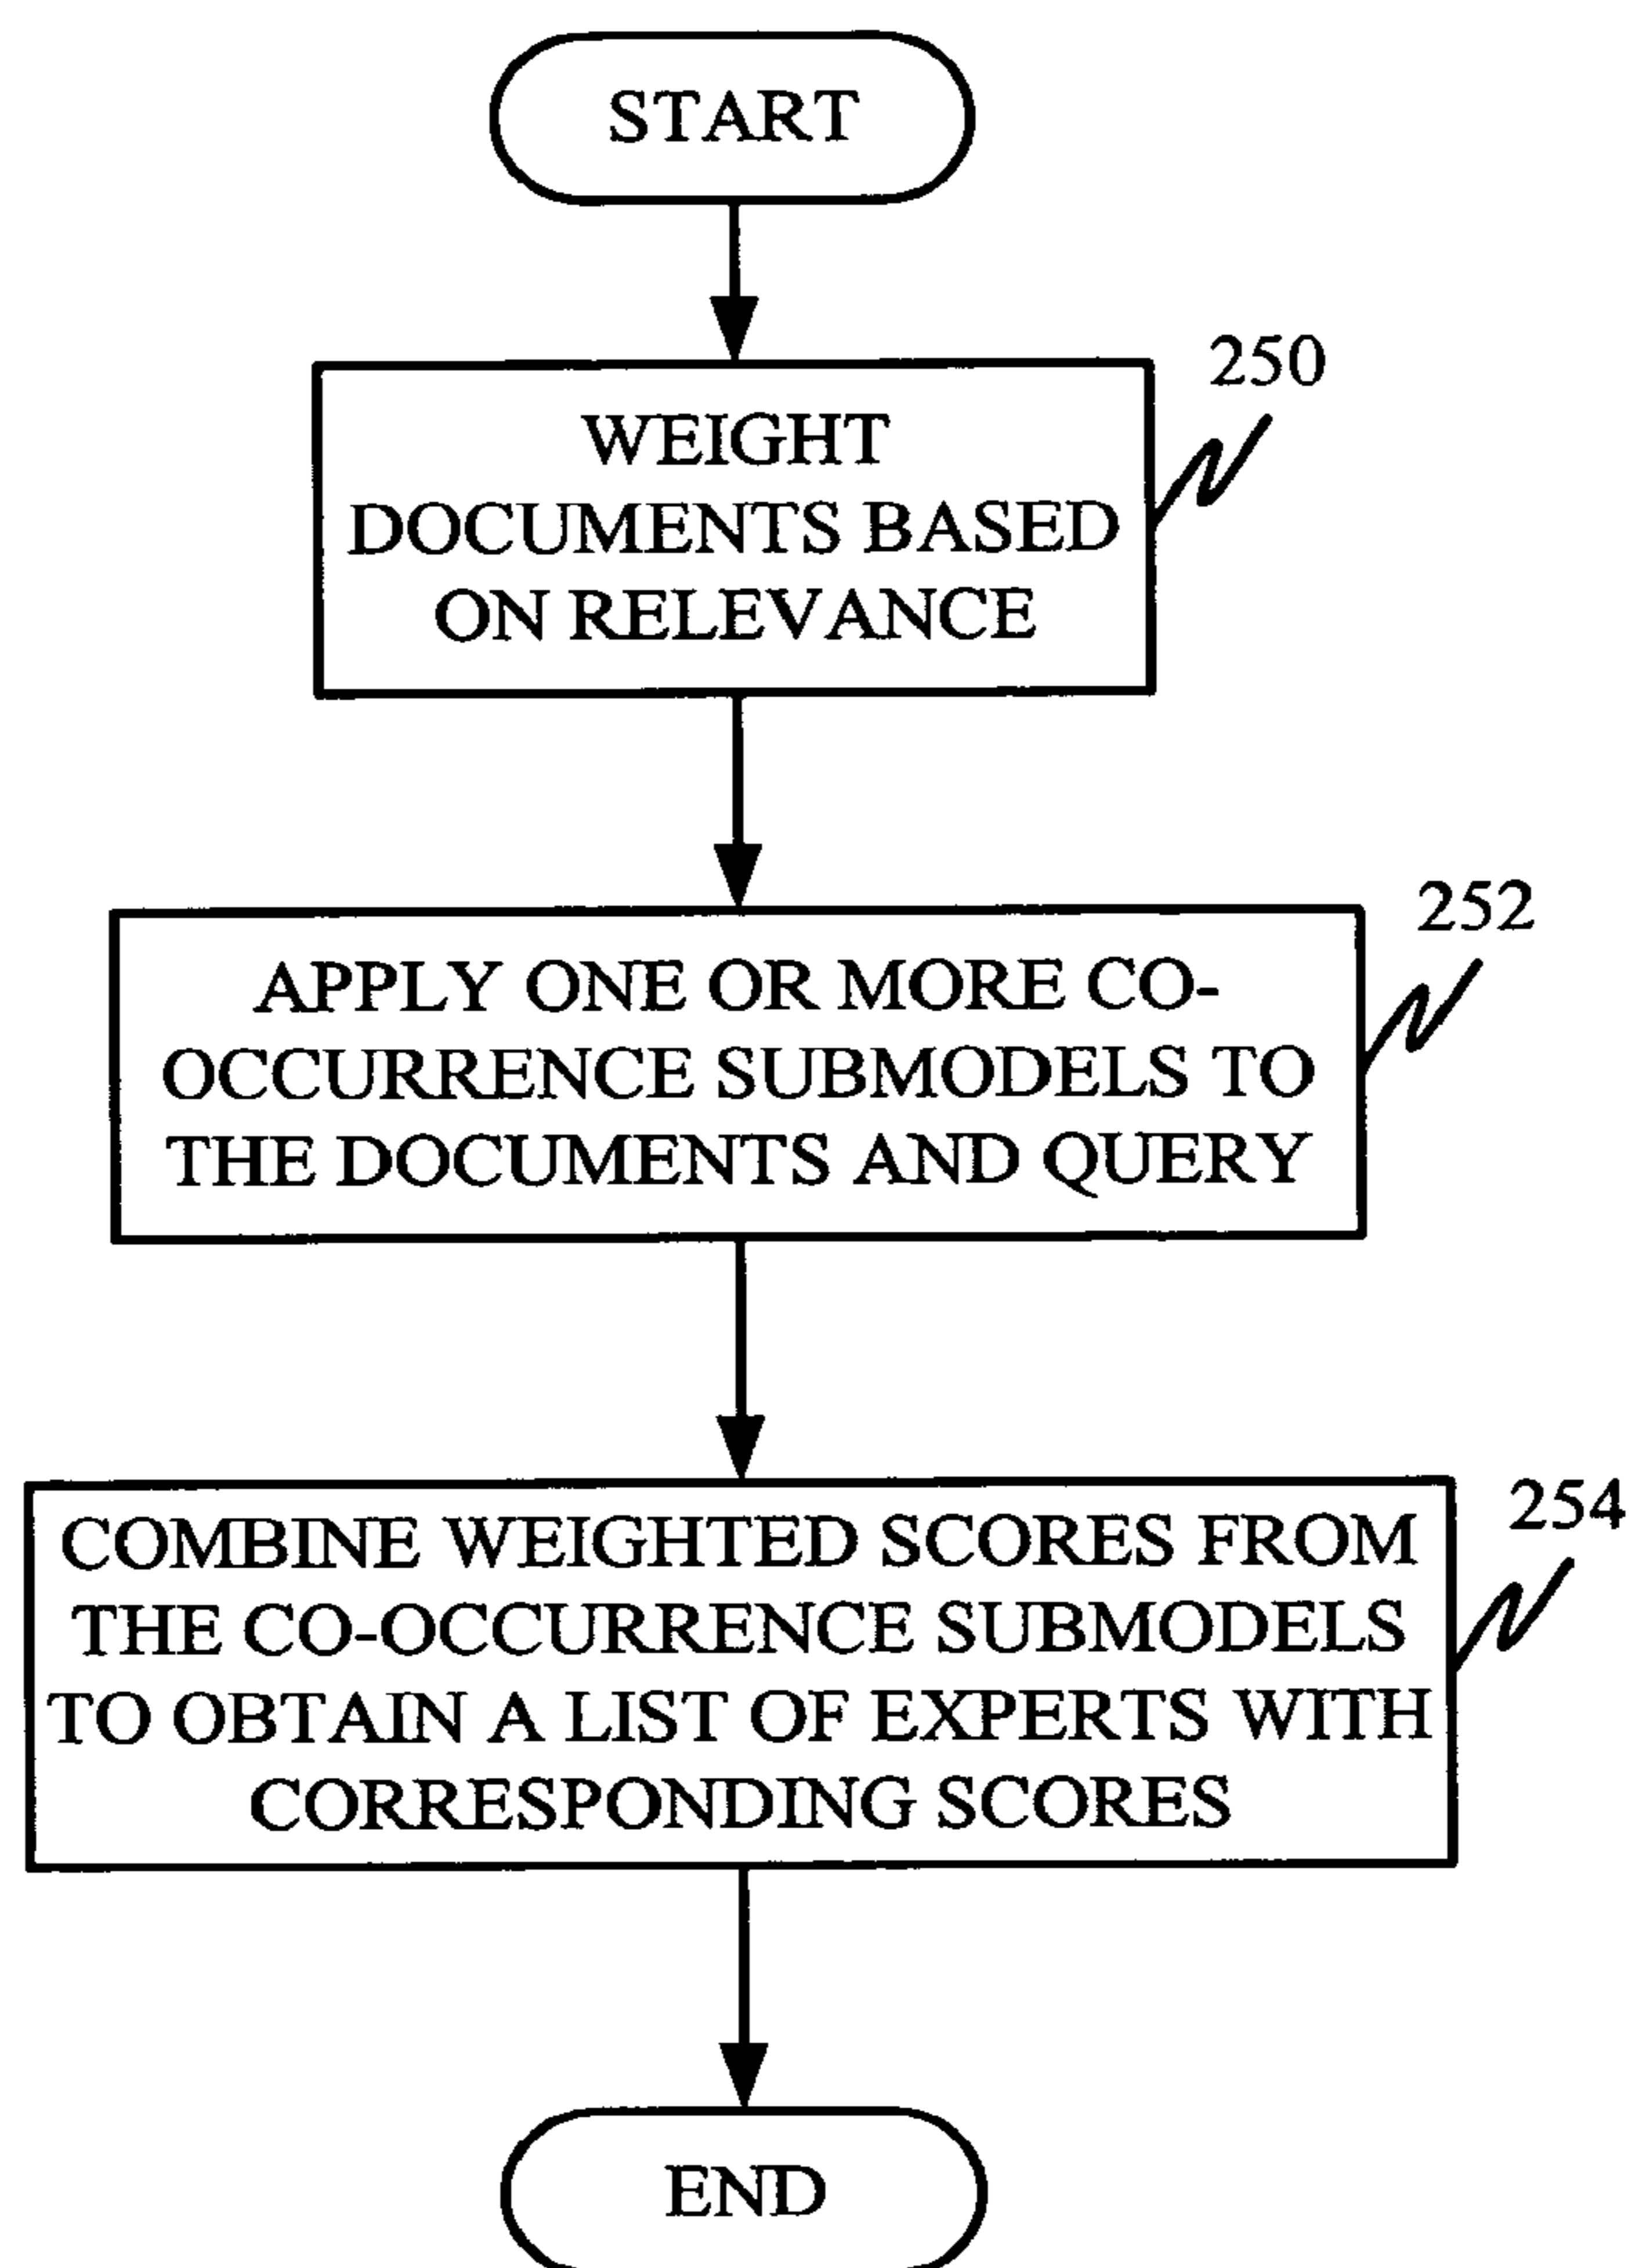 START
250
WEIGHT
DOCUMENTS BASED
ON RELEVANCE
252
APPLY ONE OR MORE CO-
OCCURRENCE SUBMODELS TO
THE DOCUMENTS AND QUERY
254
COMBINE WEIGHTED SCORES FROM
THE CO-OCCURRENCE SUBMODELS
TO OBTAIN A LIST OF EXPERTS WITH
CORRESPONDING SCORES
END